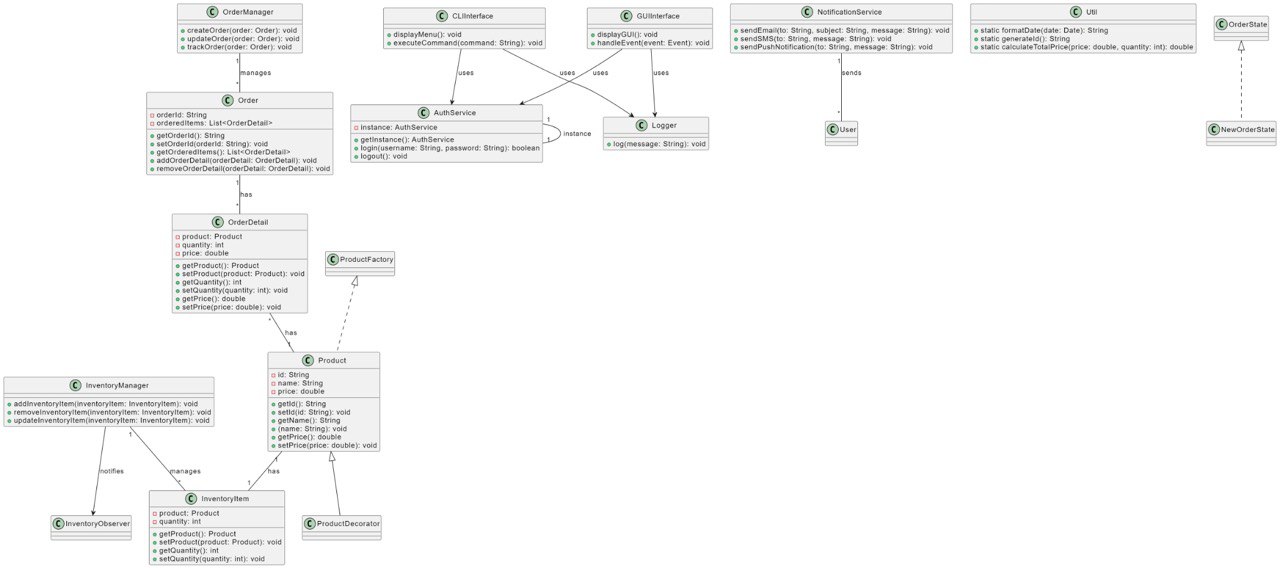 C OrderManager
createOrder(order: Order): void
updateOrder(order: Order): void
trackOrder(order: Order): void
1
manages
*
C Order
orderId: String
orderedItems: List<OrderDetail>
getOrderId(): String
setOrderId(orderId: String): void
getOrderedItems(): List<OrderDetail>
addOrderDetail(orderDetail: OrderDetail): void
removeOrderDetail(orderDetail: OrderDetail): void
1
has
*
C OrderDetail
product: Product
quantity: int
price: double
getProduct(): Product
setProduct(product: Product): void
getQuantity(): int
setQuantity(quantity: int): void
getPrice(): double
setPrice(price: double): void
*
has
1
C ProductFactory
C Product
id: String
name: String
price: double
getId(): String
setId(id: String): void
getName(): String
(name: String): void
getPrice(): double
setPrice(price: double): void
1
has
1
C InventoryManager
addInventoryItem(inventoryItem: InventoryItem): void
removeInventoryItem(inventoryItem: InventoryItem): void
updateInventoryItem(inventoryItem: InventoryItem): void
notifies
1
manages
*
C InventoryObserver
C InventoryItem
product: Product
quantity: int
getProduct(): Product
setProduct(product: Product): void
getQuantity(): int
setQuantity(quantity: int): void
C ProductDecorator
C CLIInterface
displayMenu(): void
executeCommand(command: String): void
uses
uses
C GUIInterface
displayGUI(): void
handleEvent(event: Event): void
uses
uses
C AuthService
instance: AuthService
getInstance(): AuthService
login(username: String, password: String): boolean
logout(): void
1
instance
1
C Logger
log(message: String): void
C NotificationService
sendEmail(to: String, subject: String, message: String): void
sendSMS(to: String, message: String): void
sendPushNotification(to: String, message: String): void
1
sends
*
C User
C Util
static formatDate(date: Date): String
static generateId(): String
static calculateTotalPrice(price: double, quantity: int): double
C OrderState
C NewOrderState